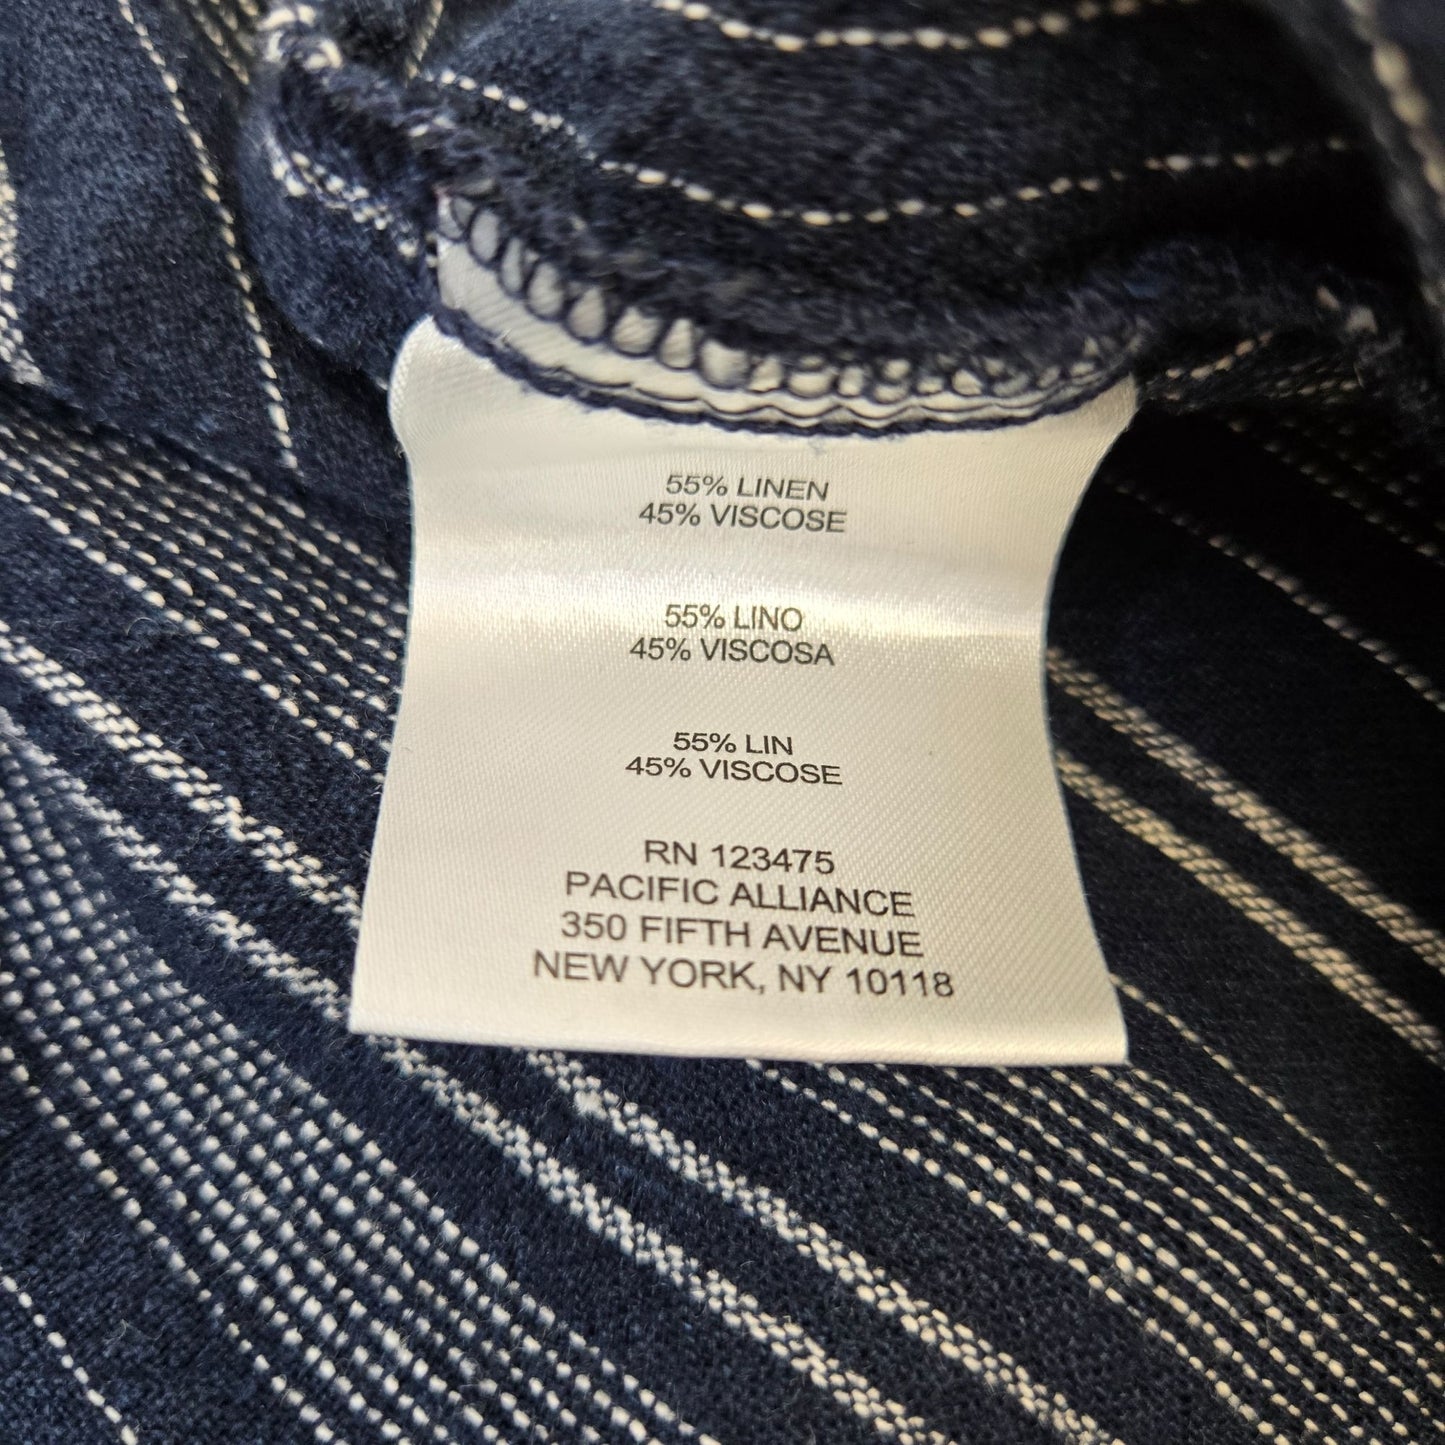 55% LINEN
45% VISCOSE
55% LINO
45% VISCOSA
55% LIN
45% VISCOSE
RN 123475
PACIFIC ALLIANCE
350 FIFTH AVENUE
NEW YORK, NY 10118